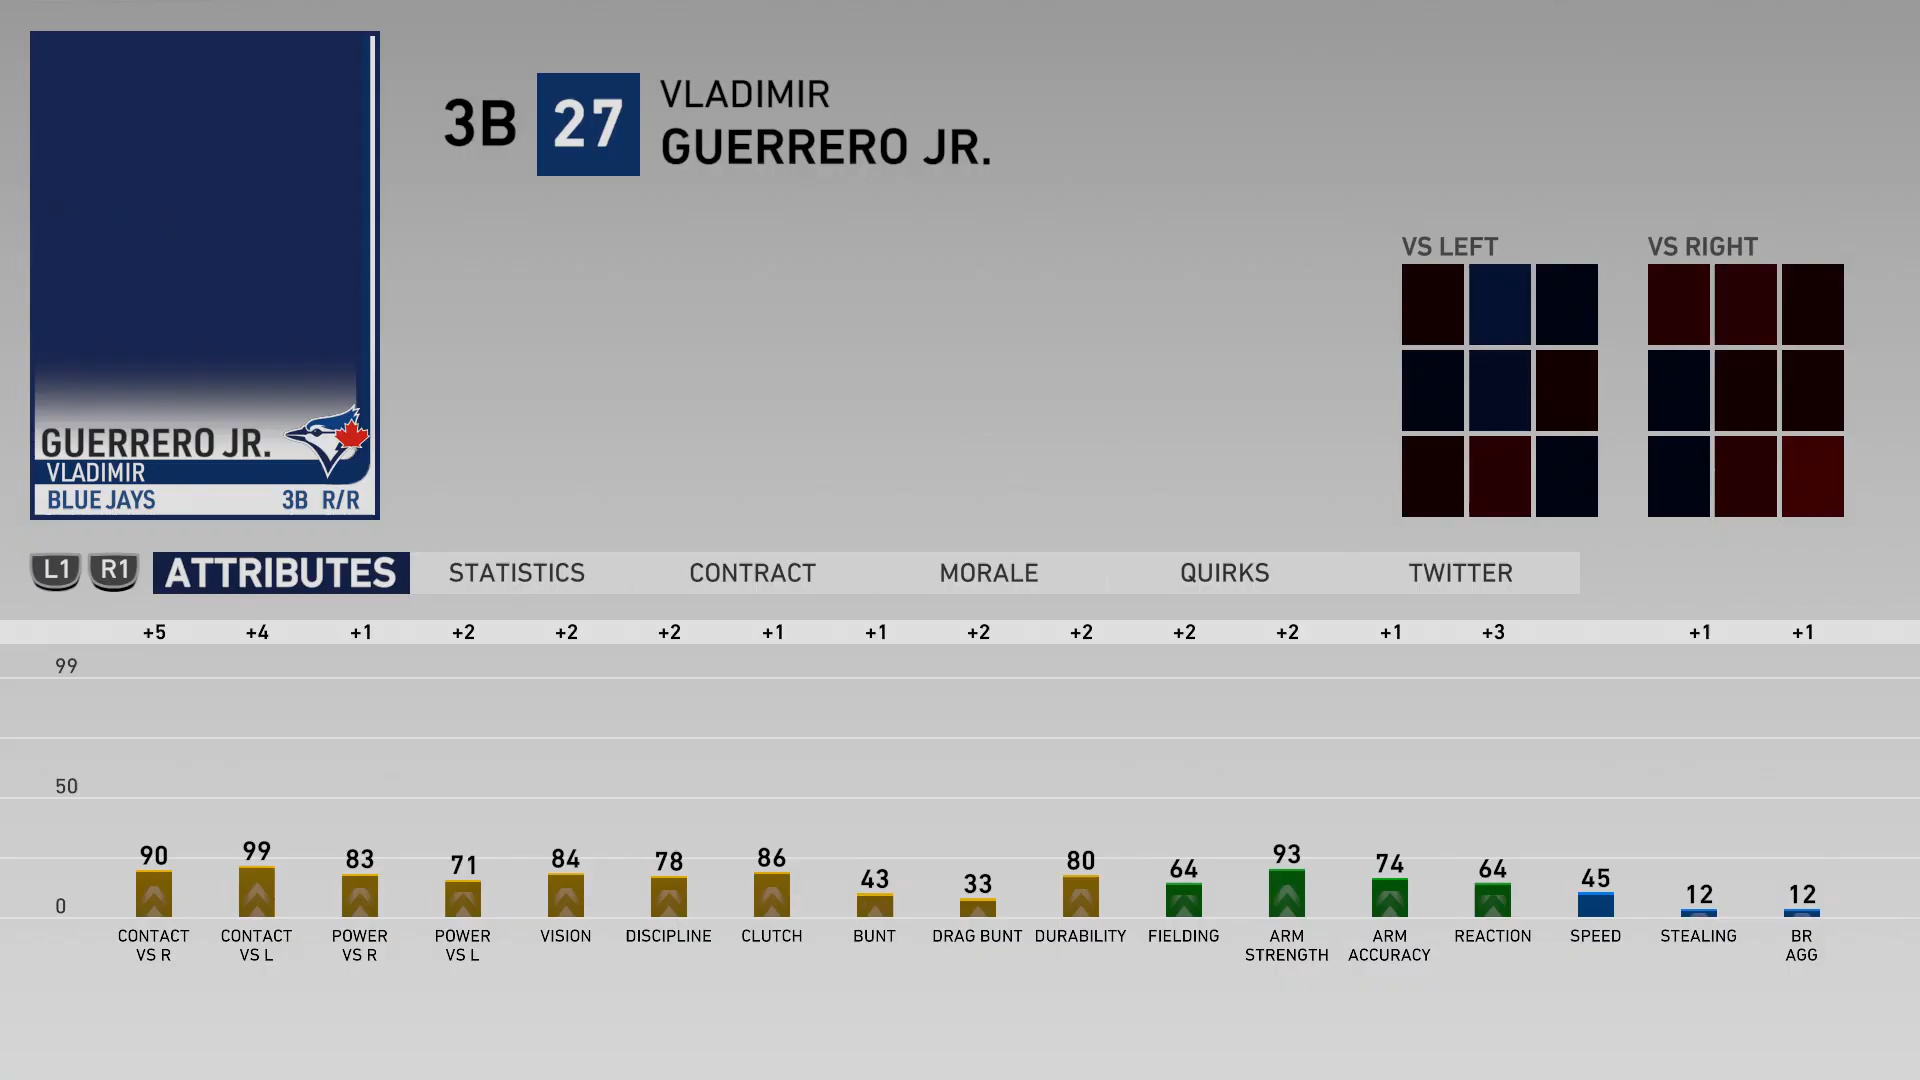 3B 27 VLADIMIR
GUERRERO JR.
GUERRERO JR.
VLADIMIR
BLUE JAYS 3B R/R
VS LEFT VS RIGHT
L1 R1 ATTRIBUTES STATISTICS CONTRACT MORALE QUIRKS TWITTER
+5 +4 +1 +2 +2 +2 +1 +1 +2 +2 +2 +2 +1 +3 +1 +1
99
50
0
90 99 83 71 84 78 86 43 33 80 64 93 74 64 45 12 12
CONTACT VS R
CONTACT VS L
POWER VS R
POWER VS L
VISION
DISCIPLINE
CLUTCH
BUNT
DRAG BUNT
DURABILITY
FIELDING
ARM STRENGTH
ARM ACCURACY
REACTION
SPEED
STEALING
BR AGG